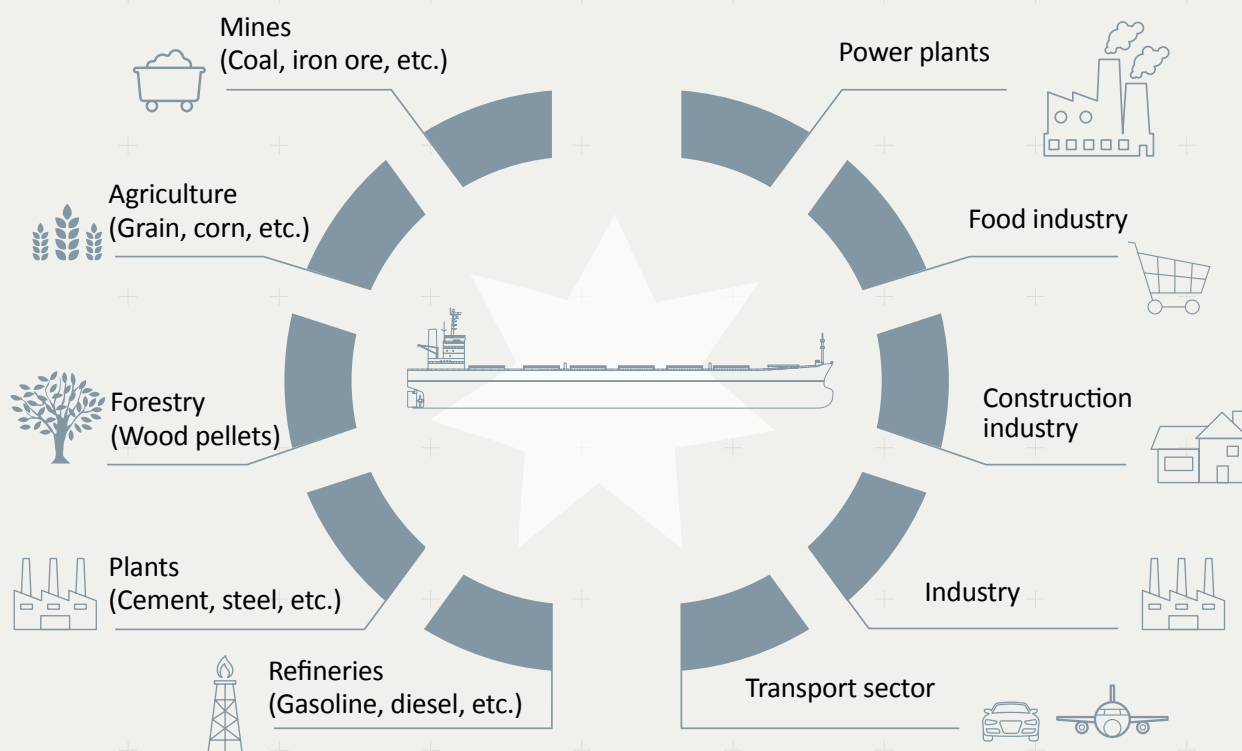 Mines
(Coal, iron ore, etc.)
Agriculture
(Grain, corn, etc.)
Forestry
(Wood pellets)
Plants
(Cement, steel, etc.)
Refineries
(Gasoline, diesel, etc.)
Power plants
Food industry
Construction
industry
Industry
Transport sector